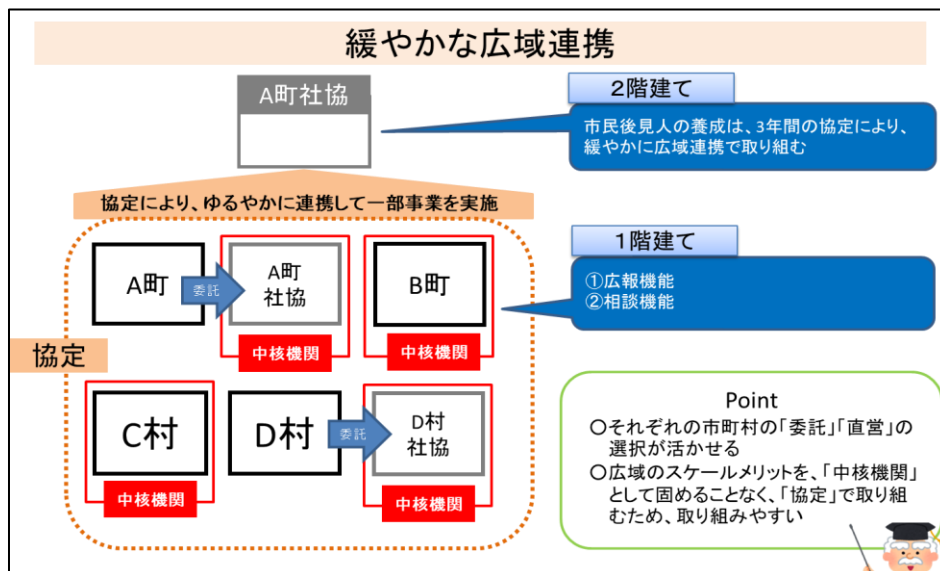 緩やかな広域連携
A町社協
２階建て
市民後見人の養成は、3年間の協定により、
緩やかに広域連携で取り組む
協定により、ゆるやかに連携して一部事業を実施
A町
委託
A町
社協
中核機関
B町
中核機関
１階建て
①広報機能
②相談機能
協定
C村
中核機関
D村
委託
D村
社協
中核機関
Point
〇それぞれの市町村の「委託」「直営」の
選択が活かせる
〇広域のスケールメリットを、「中核機関」
として固めることなく、「協定」で取り組
むため、取り組みやすい